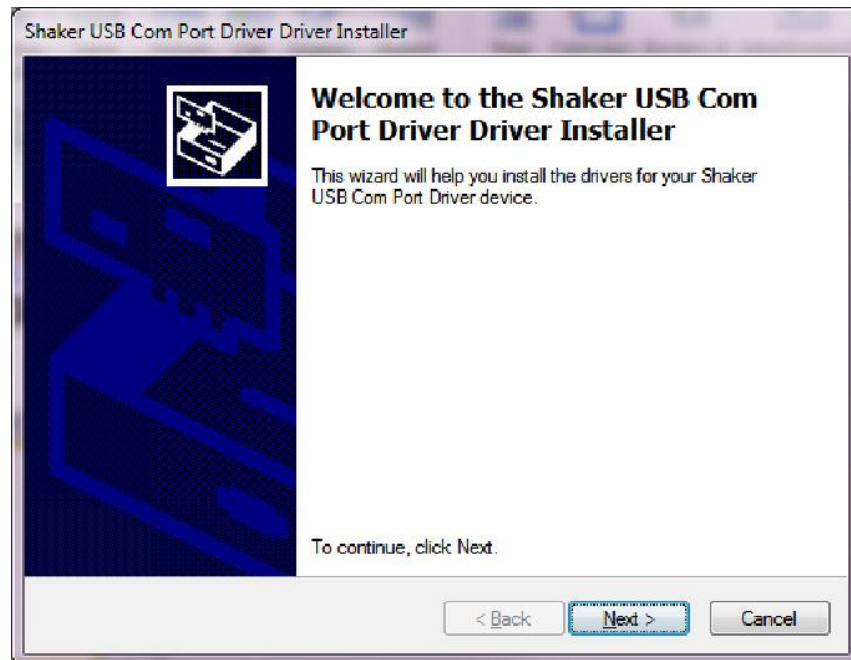 Shaker USB Com Port Driver Driver Installer
Welcome to the Shaker USB Com
Port Driver Driver Installer
This wizard will help you install the drivers for your Shaker
USB Com Port Driver device.
To continue, click Next.
< Back
Next >
Cancel